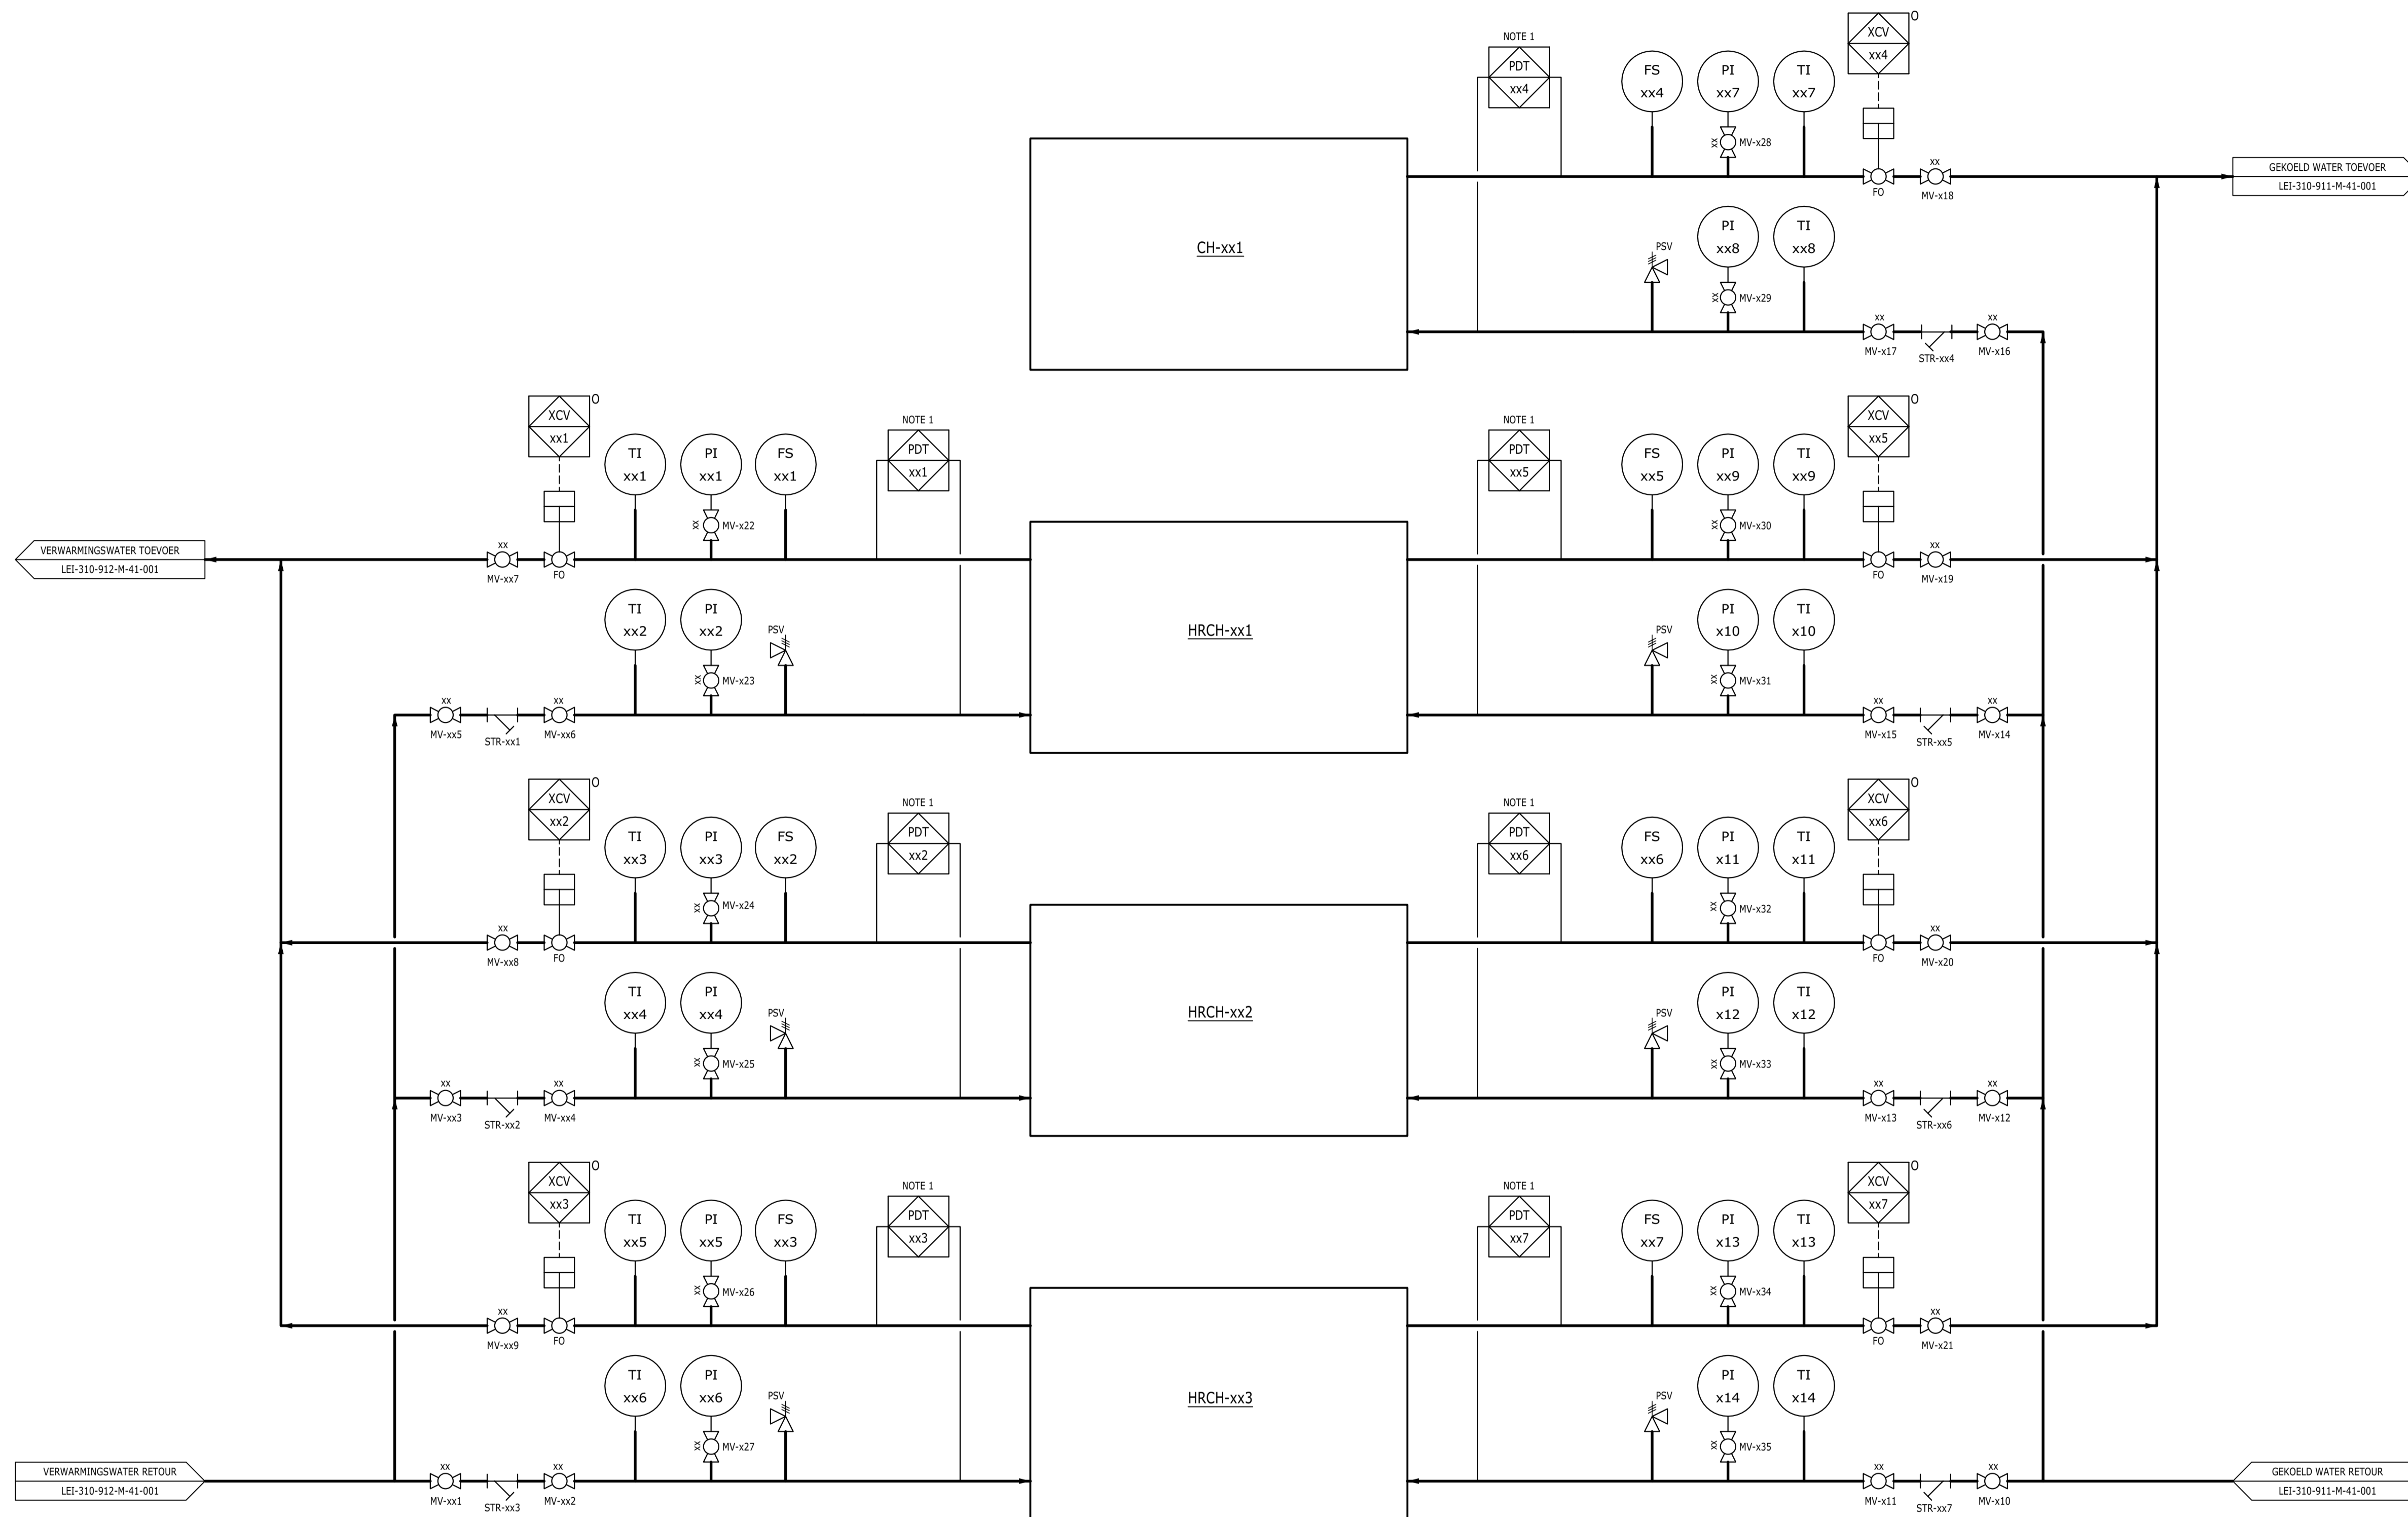 XCV
O
xx4
NOTE 1
PDT
xx4
FS
xx4
PI
xx7
TI
xx7
xx
MV-x28
FO
xx
MV-x18
GEKOELD WATER TOEVOER
LEI-310-911-M-41-001
CH-xx1
PSV
PI
xx8
TI
xx8
xx
MV-x29
xx
MV-x17
STR-xx4
xx
MV-x16
XCV
O
xx1
TI
xx1
PI
xx1
FS
xx1
NOTE 1
PDT
xx1
xx
MV-x22
VERWARMINGSWATER TOEVOER
LEI-310-912-M-41-001
xx
MV-xx7
FO
NOTE 1
PDT
xx5
FS
xx5
PI
xx9
TI
xx9
XCV
O
xx5
xx
MV-x30
FO
xx
MV-x19
HRCH-xx1
TI
xx2
PI
xx2
PSV
xx
MV-x23
xx
MV-xx5
STR-xx1
xx
MV-xx6
PSV
PI
x10
TI
x10
xx
MV-x31
xx
MV-x15
STR-xx5
xx
MV-x14
XCV
O
xx2
TI
xx3
PI
xx3
FS
xx2
NOTE 1
PDT
xx2
xx
MV-x24
xx
MV-xx8
FO
NOTE 1
PDT
xx6
FS
xx6
PI
x11
TI
x11
XCV
O
xx6
xx
MV-x32
FO
xx
MV-x20
HRCH-xx2
TI
xx4
PI
xx4
PSV
xx
MV-x25
xx
MV-xx3
STR-xx2
xx
MV-xx4
PSV
PI
x12
TI
x12
xx
MV-x33
xx
MV-x13
STR-xx6
xx
MV-x12
XCV
O
xx3
TI
xx5
PI
xx5
FS
xx3
NOTE 1
PDT
xx3
xx
MV-x26
xx
MV-xx9
FO
NOTE 1
PDT
xx7
FS
xx7
PI
x13
TI
x13
XCV
O
xx7
xx
MV-x34
FO
xx
MV-x21
HRCH-xx3
TI
xx6
PI
xx6
PSV
xx
MV-x27
VERWARMINGSWATER RETOUR
LEI-310-912-M-41-001
xx
MV-xx1
STR-xx3
xx
MV-xx2
PSV
PI
x14
TI
x14
xx
MV-x35
xx
MV-x11
STR-xx7
xx
MV-x10
GEKOELD WATER RETOUR
LEI-310-911-M-41-001